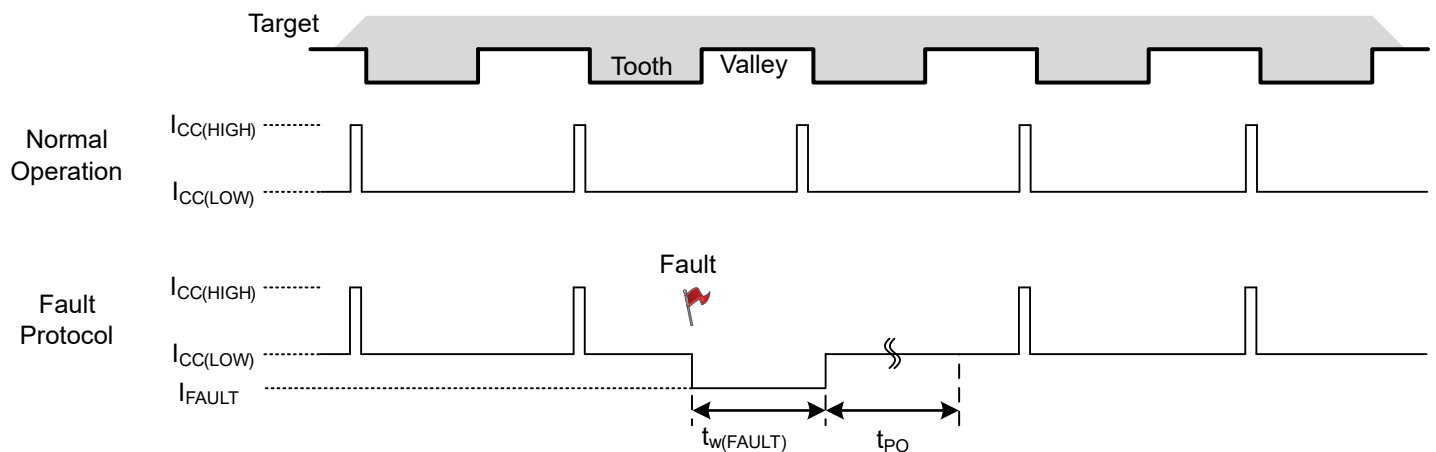 Target
Tooth
Valley
Normal
Operation
ICC(HIGH)
ICC(LOW)
Fault
Protocol
ICC(HIGH)
Fault
ICC(LOW)
IFAULT
tw(FAULT)
tPO